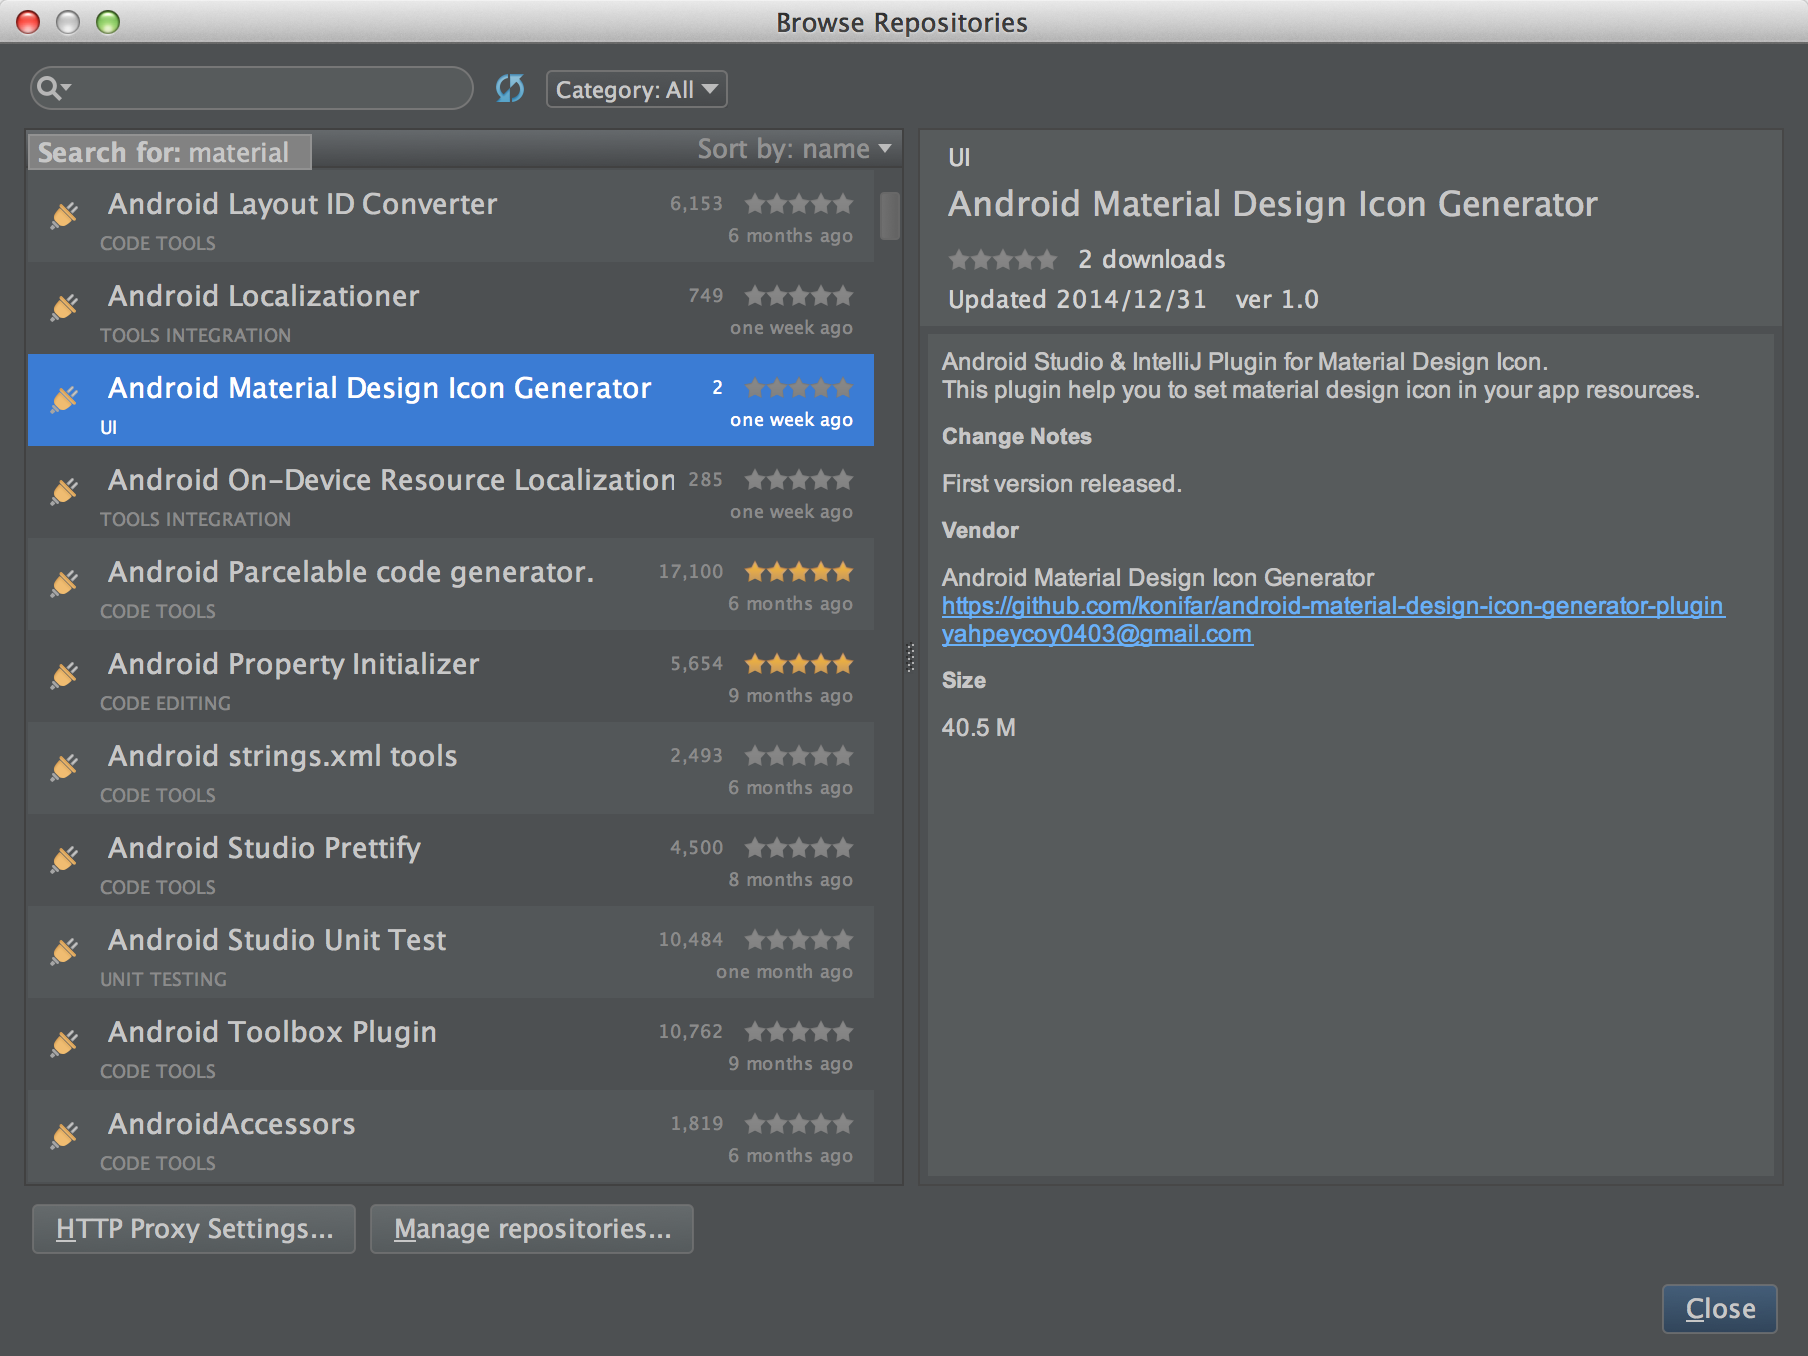 Browse Repositories
Category: All
Search for: material
Sort by: name
Android Layout ID Converter 6,153
CODE TOOLS 6 months ago
Android Localizationer 749
TOOLS INTEGRATION one week ago
Android Material Design Icon Generator 2
UI one week ago
Android On-Device Resource Localization 285
TOOLS INTEGRATION one week ago
Android Parcelable code generator. 17,100
CODE TOOLS 6 months ago
Android Property Initializer 5,654
CODE EDITING 9 months ago
Android strings.xml tools 2,493
CODE TOOLS 6 months ago
Android Studio Prettify 4,500
CODE TOOLS 8 months ago
Android Studio Unit Test 10,484
UNIT TESTING one month ago
Android Toolbox Plugin 10,762
CODE TOOLS 9 months ago
AndroidAccessors 1,819
CODE TOOLS 6 months ago
UI
Android Material Design Icon Generator
2 downloads
Updated 2014/12/31 ver 1.0
Android Studio & IntelliJ Plugin for Material Design Icon.
This plugin help you to set material design icon in your app resources.
Change Notes
First version released.
Vendor
Android Material Design Icon Generator
https://github.com/konifar/android-material-design-icon-generator-plugin
yahpeycoy0403@gmail.com
Size
40.5 M
HTTP Proxy Settings... Manage repositories...
Close